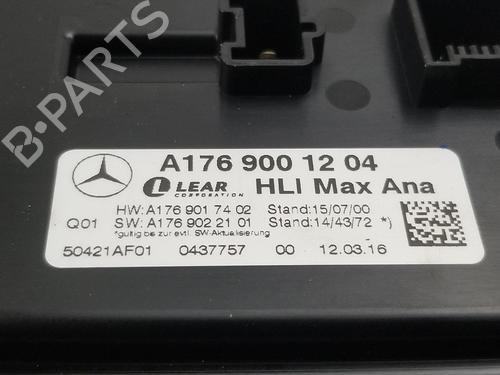 B-PARTS
A176 900 12 04
LEAR
CORPORATION
HLI Max Ana
HW:A176 901 74 02 Stand:15/07/00
Q01 SW:A176 902 21 01 Stand:14/43/72 *)
*gültig bis zur evtl. SW-Aktualisierung
50421AF01 0437757 00 12.03.16